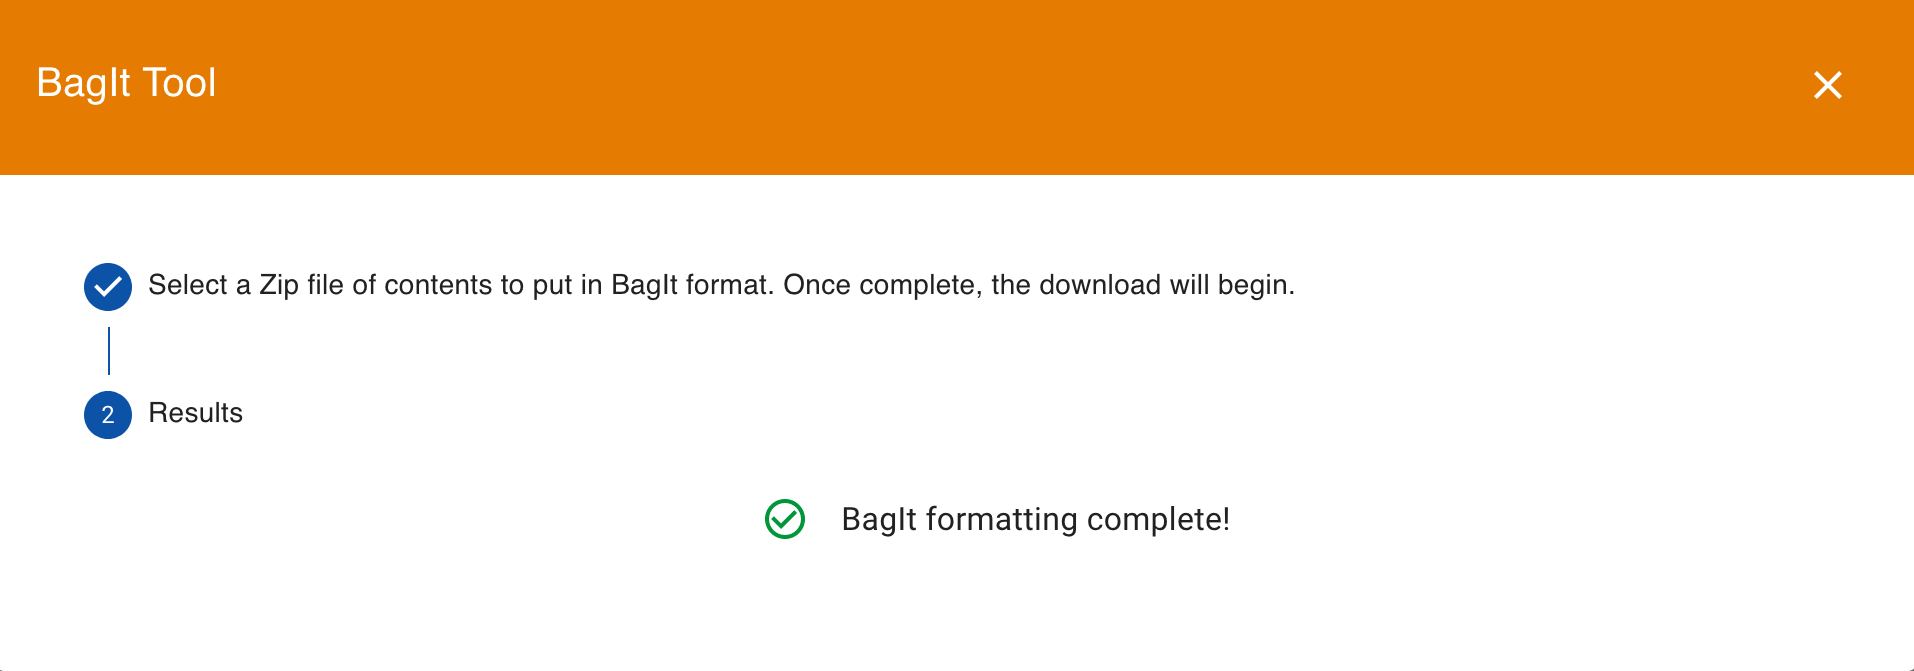 BagIt Tool
Select a Zip file of contents to put in BagIt format. Once complete, the download will begin.
2 Results
BagIt formatting complete!